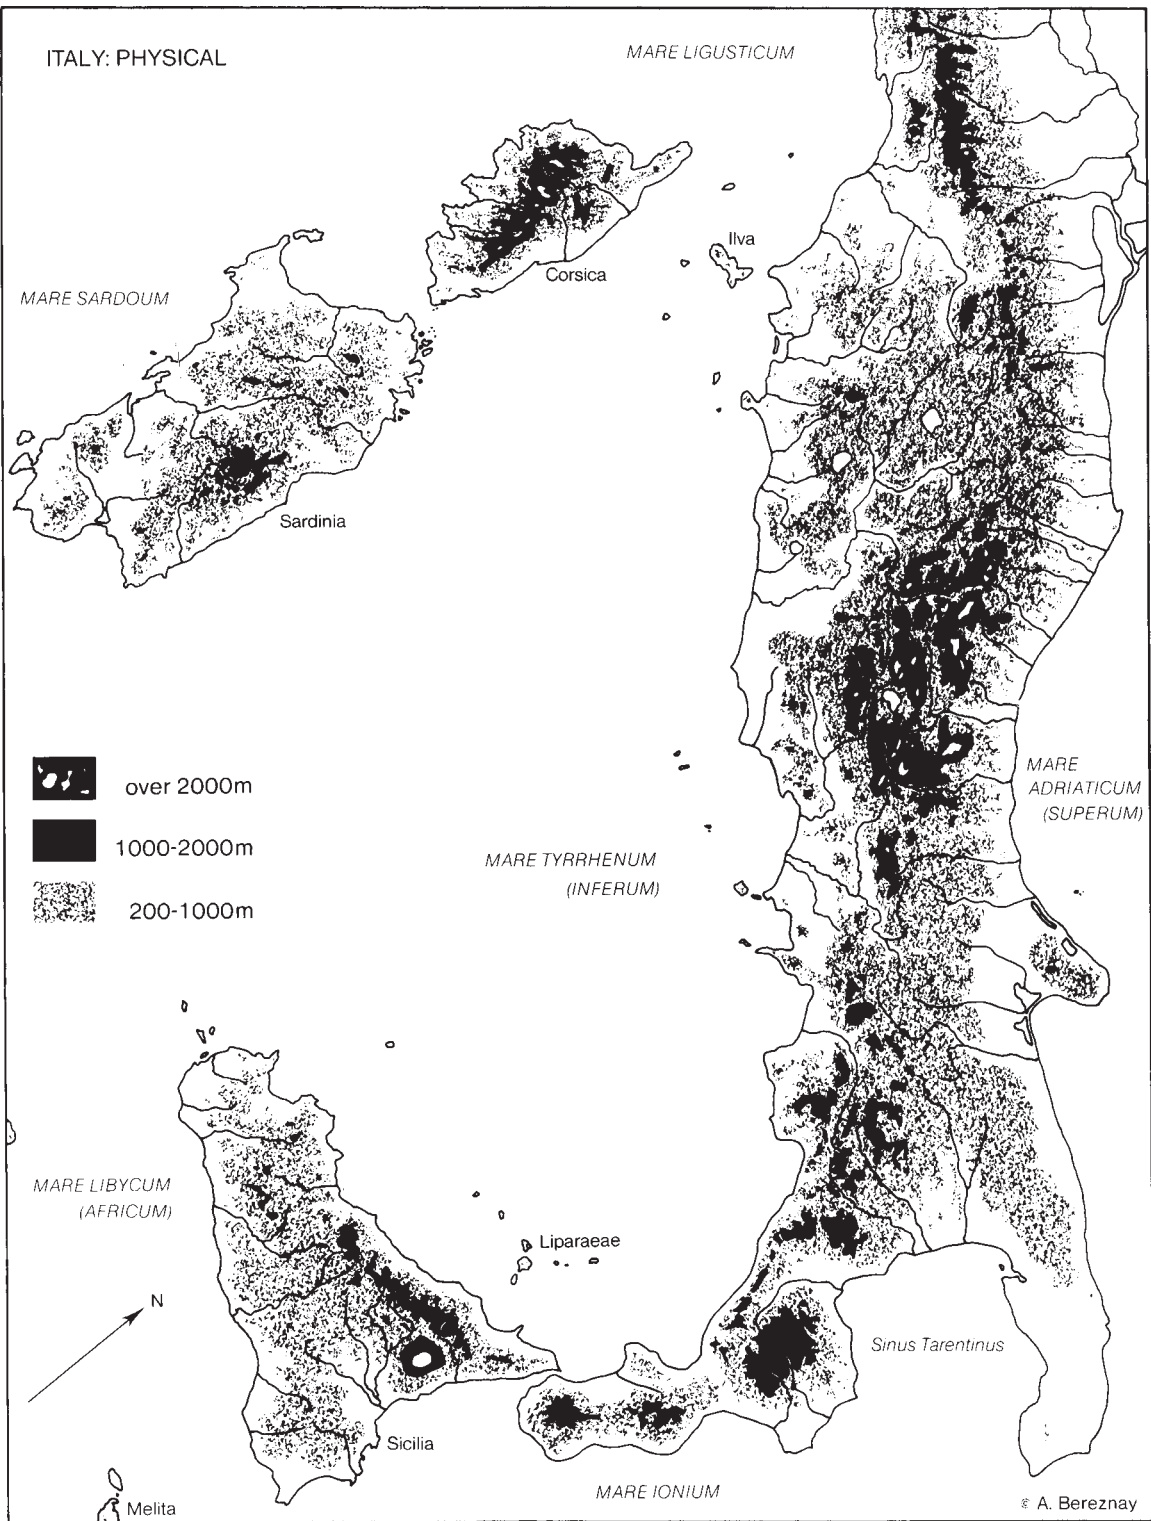 ITALY: PHYSICAL
MARE LIGUSTICUM
Ilva
Corsica
MARE SARDOUM
Sardinia
over 2000m
1000-2000m
200-1000m
MARE
ADRIATICUM
(SUPERUM)
MARE TYRRHENUM
(INFERUM)
MARE LIBYCUM
(AFRICUM)
Liparaeae
N
Sinus Tarentinus
Sicilia
MARE IONIUM
Melita
© A. Bereznay